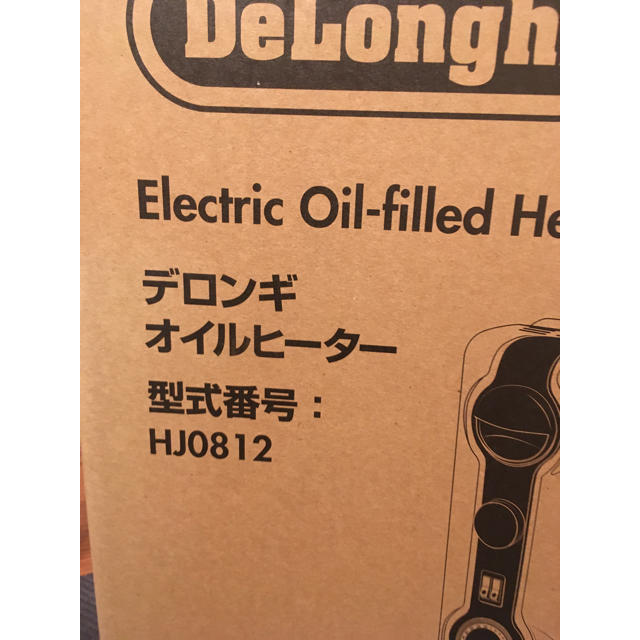 DeLongh
Electric Oil-filled He
デロンギ
オイルヒーター
型式番号：
HJ0812